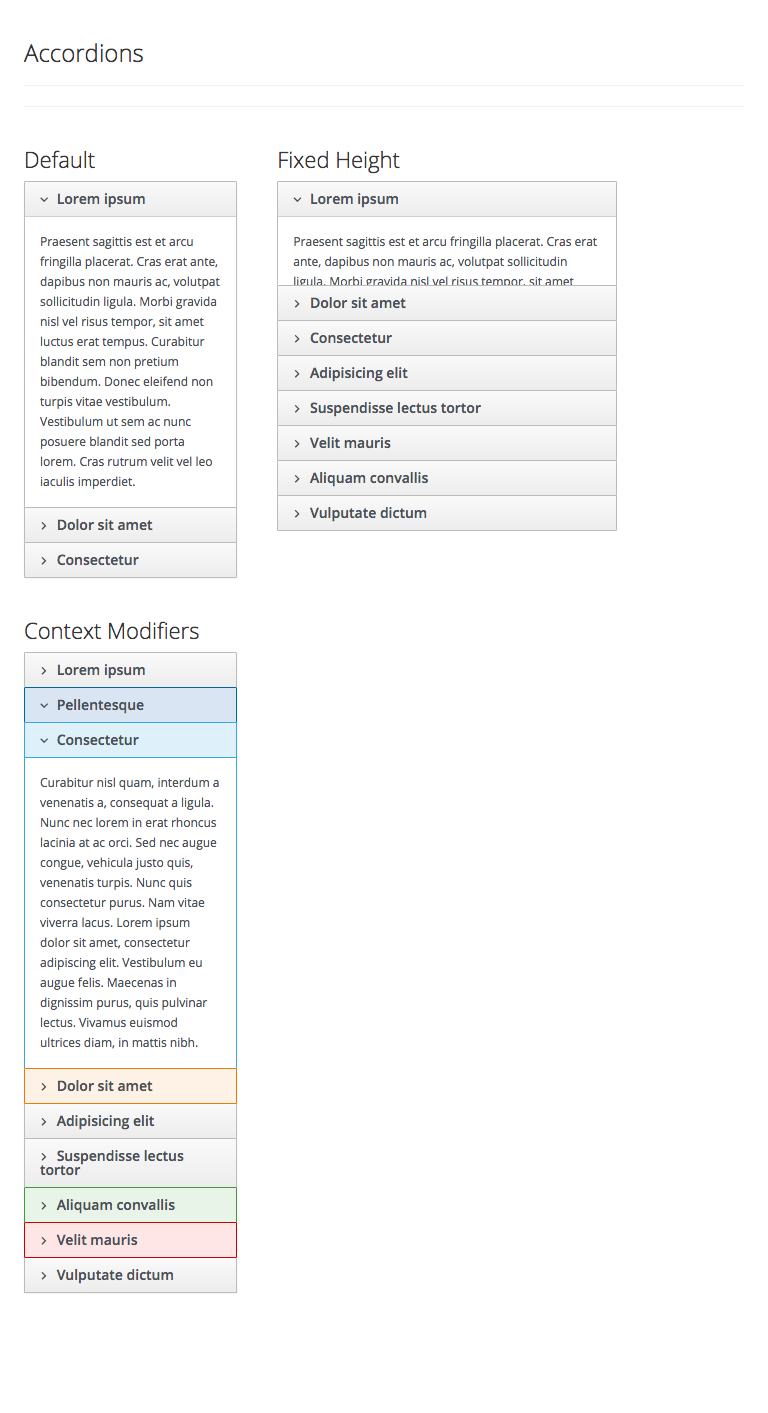 Accordions
Default
Lorem ipsum
Praesent sagittis est et arcu
fringilla placerat. Cras erat ante,
dapibus non mauris ac, volutpat
sollicitudin ligula. Morbi gravida
nisl vel risus tempor, sit amet
luctus erat tempus. Curabitur
blandit sem non pretium
bibendum. Donec eleifend non
turpis vitae vestibulum.
Vestibulum ut sem ac nunc
posuere blandit sed porta
lorem. Cras rutrum velit vel leo
iaculis imperdiet.
Dolor sit amet
Consectetur
Fixed Height
Lorem ipsum
Praesent sagittis est et arcu fringilla placerat. Cras erat
ante, dapibus non mauris ac, volutpat sollicitudin
ligula. Morbi gravida nisl vel risus tempor, sit amet
Dolor sit amet
Consectetur
Adipisicing elit
Suspendisse lectus tortor
Velit mauris
Aliquam convallis
Vulputate dictum
Context Modifiers
Lorem ipsum
Pellentesque
Consectetur
Curabitur nisl quam, interdum a
venenatis a, consequat a ligula.
Nunc nec lorem in erat rhoncus
lacinia at ac orci. Sed nec augue
congue, vehicula justo quis,
venenatis turpis. Nunc quis
consectetur purus. Nam vitae
viverra lacus. Lorem ipsum
dolor sit amet, consectetur
adipiscing elit. Vestibulum eu
augue felis. Maecenas in
dignissim purus, quis pulvinar
lectus. Vivamus euismod
ultrices diam, in mattis nibh.
Dolor sit amet
Adipisicing elit
Suspendisse lectus
tortor
Aliquam convallis
Velit mauris
Vulputate dictum